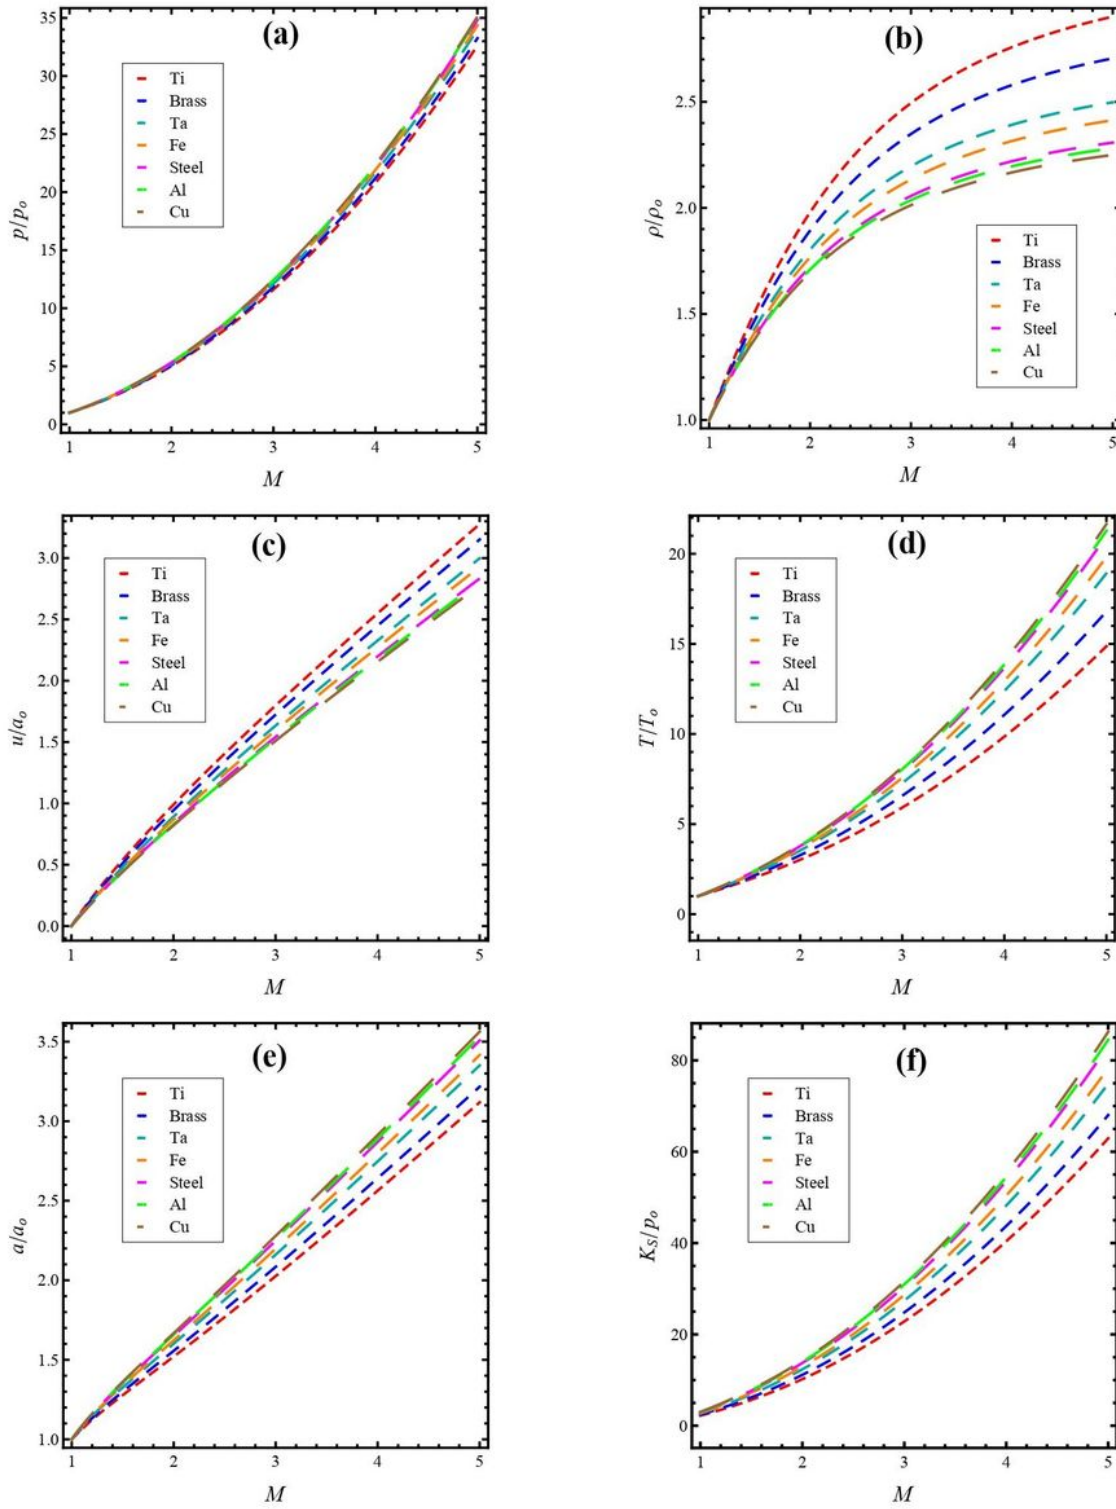 (a)
35
30
25
20
15
10
5
0
p/pₒ
Ti
Brass
Ta
Fe
Steel
Al
Cu
1 2 3 4 5
M
(b)
2.5
2.0
1.5
1.0
ρ/ρₒ
Ti
Brass
Ta
Fe
Steel
Al
Cu
1 2 3 4 5
M
(c)
3.0
2.5
2.0
1.5
1.0
0.5
0.0
u/aₒ
Ti
Brass
Ta
Fe
Steel
Al
Cu
1 2 3 4 5
M
(d)
20
15
10
5
0
T/Tₒ
Ti
Brass
Ta
Fe
Steel
Al
Cu
1 2 3 4 5
M
(e)
3.5
3.0
2.5
2.0
1.5
1.0
a/aₒ
Ti
Brass
Ta
Fe
Steel
Al
Cu
1 2 3 4 5
M
(f)
80
60
40
20
0
K_S/pₒ
Ti
Brass
Ta
Fe
Steel
Al
Cu
1 2 3 4 5
M